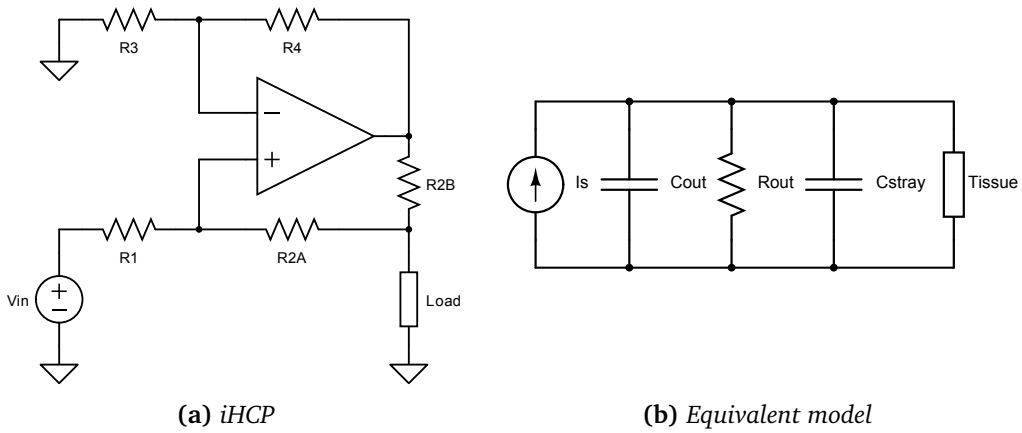 R3
R4
−
+
R2B
R1
R2A
Vin
+
−
Load
Is
Cout
Rout
Cstray
Tissue
(a) iHCP
(b) Equivalent model